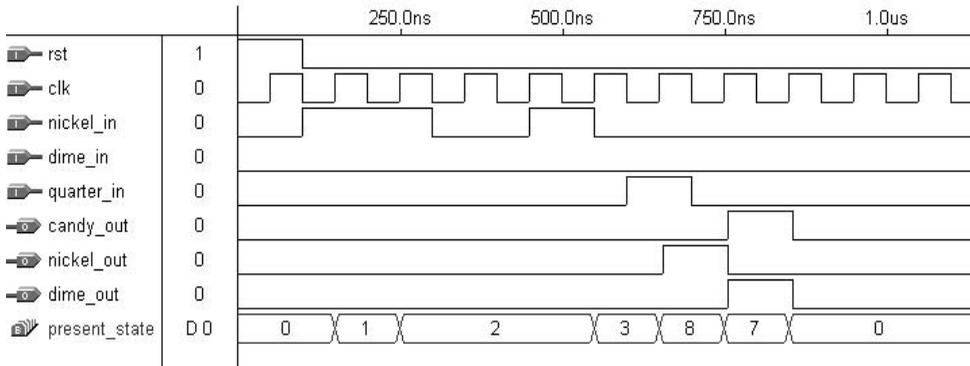 250.0ns 500.0ns 750.0ns 1.0us
rst 1
clk 0
nickel_in 0
dime_in 0
quarter_in 0
candy_out 0
nickel_out 0
dime_out 0
present_state D 0 0 1 2 3 8 7 0